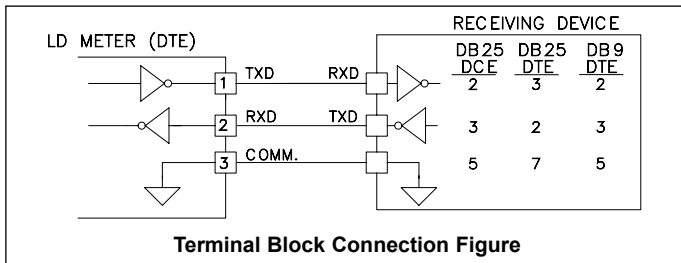 RECEIVING DEVICE
LD METER (DTE)
DB25 DB25 DB9
DCE DTE DTE
1 TXD RXD 2 3 2
2 RXD TXD 3 2 3
3 COMM. 5 7 5
Terminal Block Connection Figure